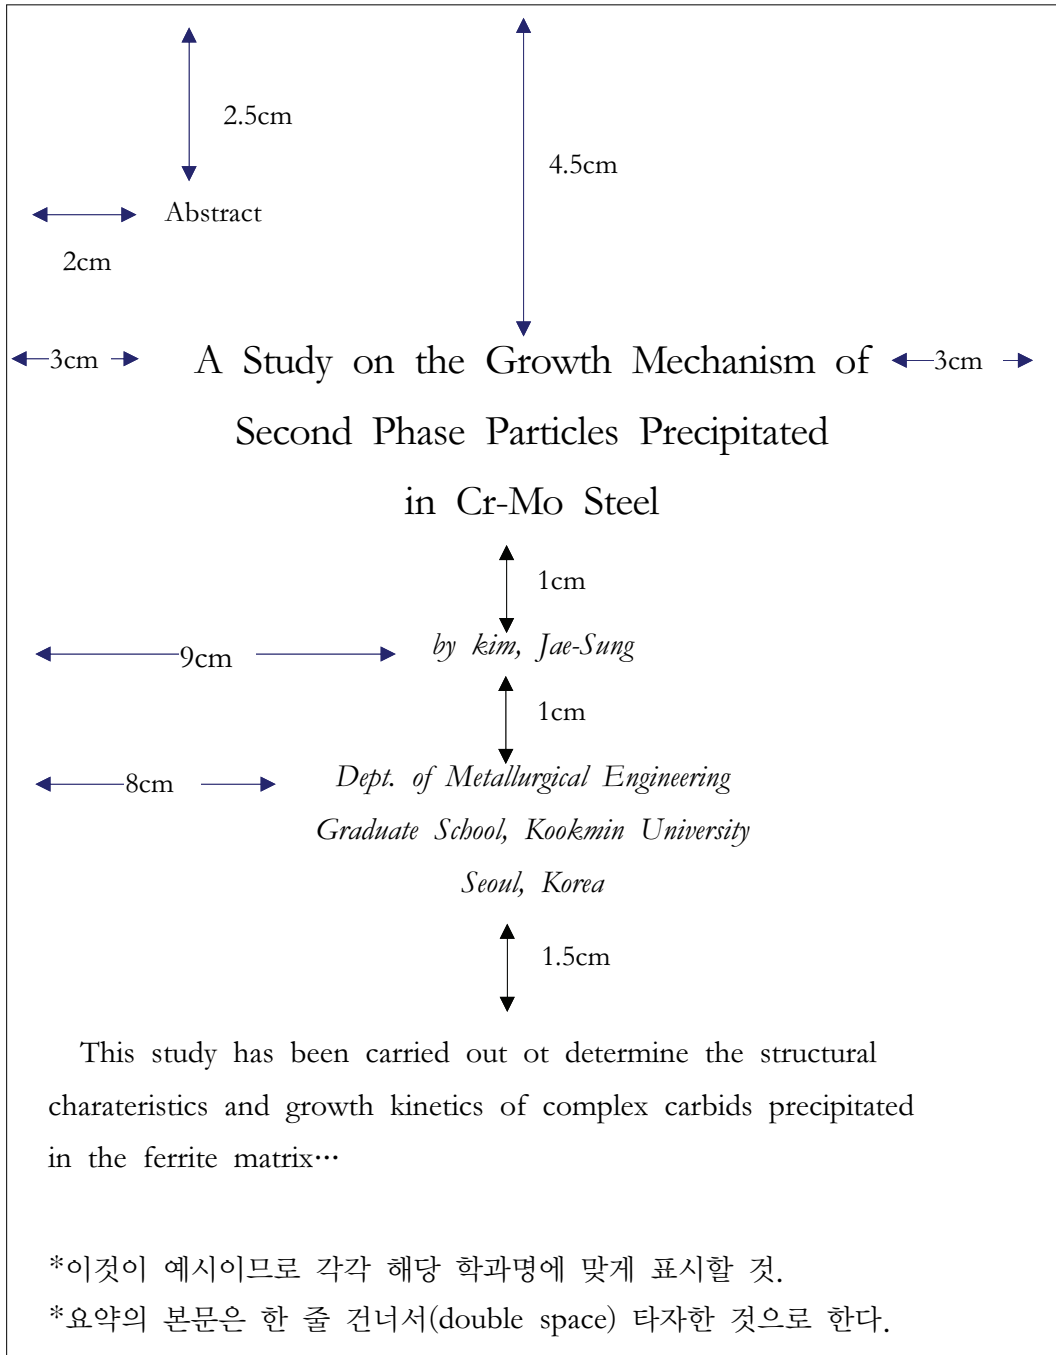 2.5cm
4.5cm
Abstract
2cm
3cm A Study on the Growth Mechanism of 3cm
Second Phase Particles Precipitated
in Cr-Mo Steel
1cm
9cm by kim, Jae-Sung
1cm
8cm Dept. of Metallurgical Engineering
Graduate School, Kookmin University
Seoul, Korea
1.5cm
This study has been carried out ot determine the structural
charateristics and growth kinetics of complex carbids precipitated
in the ferrite matrix⋯
*이것이 예시이므로 각각 해당 학과명에 맞게 표시할 것.
*요약의 본문은 한 줄 건너서(double space) 타자한 것으로 한다.